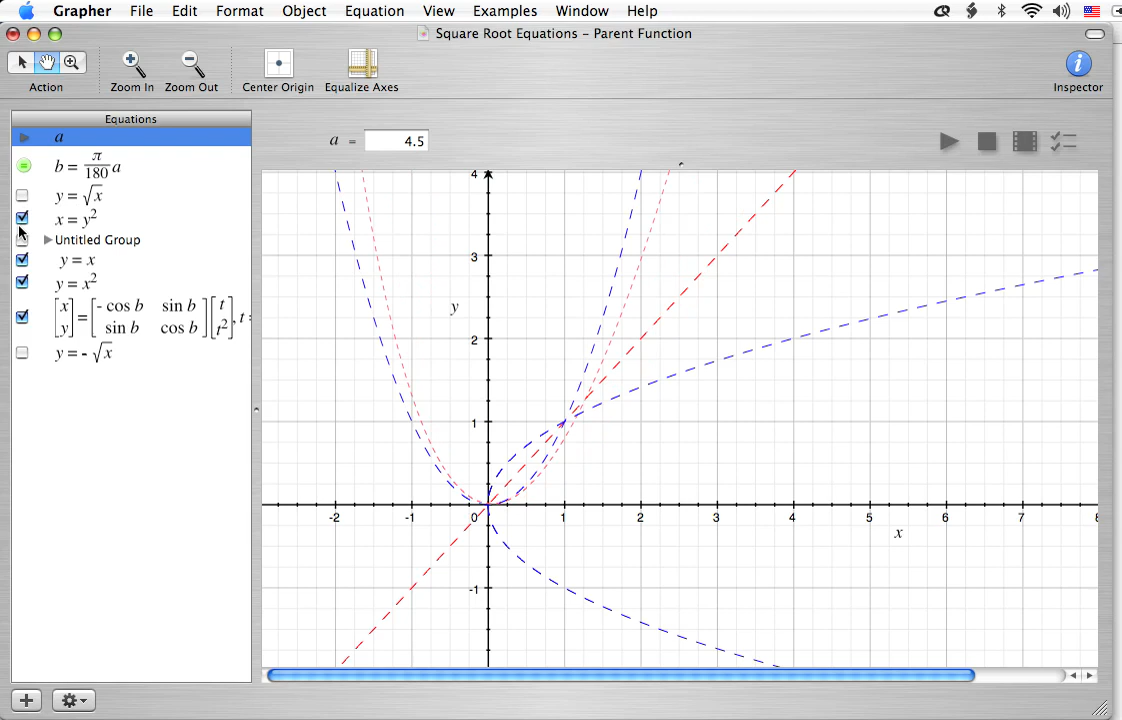 Grapher File Edit Format Object Equation View Examples Window Help
Square Root Equations – Parent Function
Action Zoom In Zoom Out Center Origin Equalize Axes Inspector
Equations
a
a = 4.5
b = π/180 a
y = √x
x = y²
Untitled Group
y = x
y = x²
[x y] = [- cos b sin b sin b cos b] [t t²], t :
y = - √x
4
3
y
2
1
-2 -1 0 1 2 3 4 5 6 7 8
x
-1